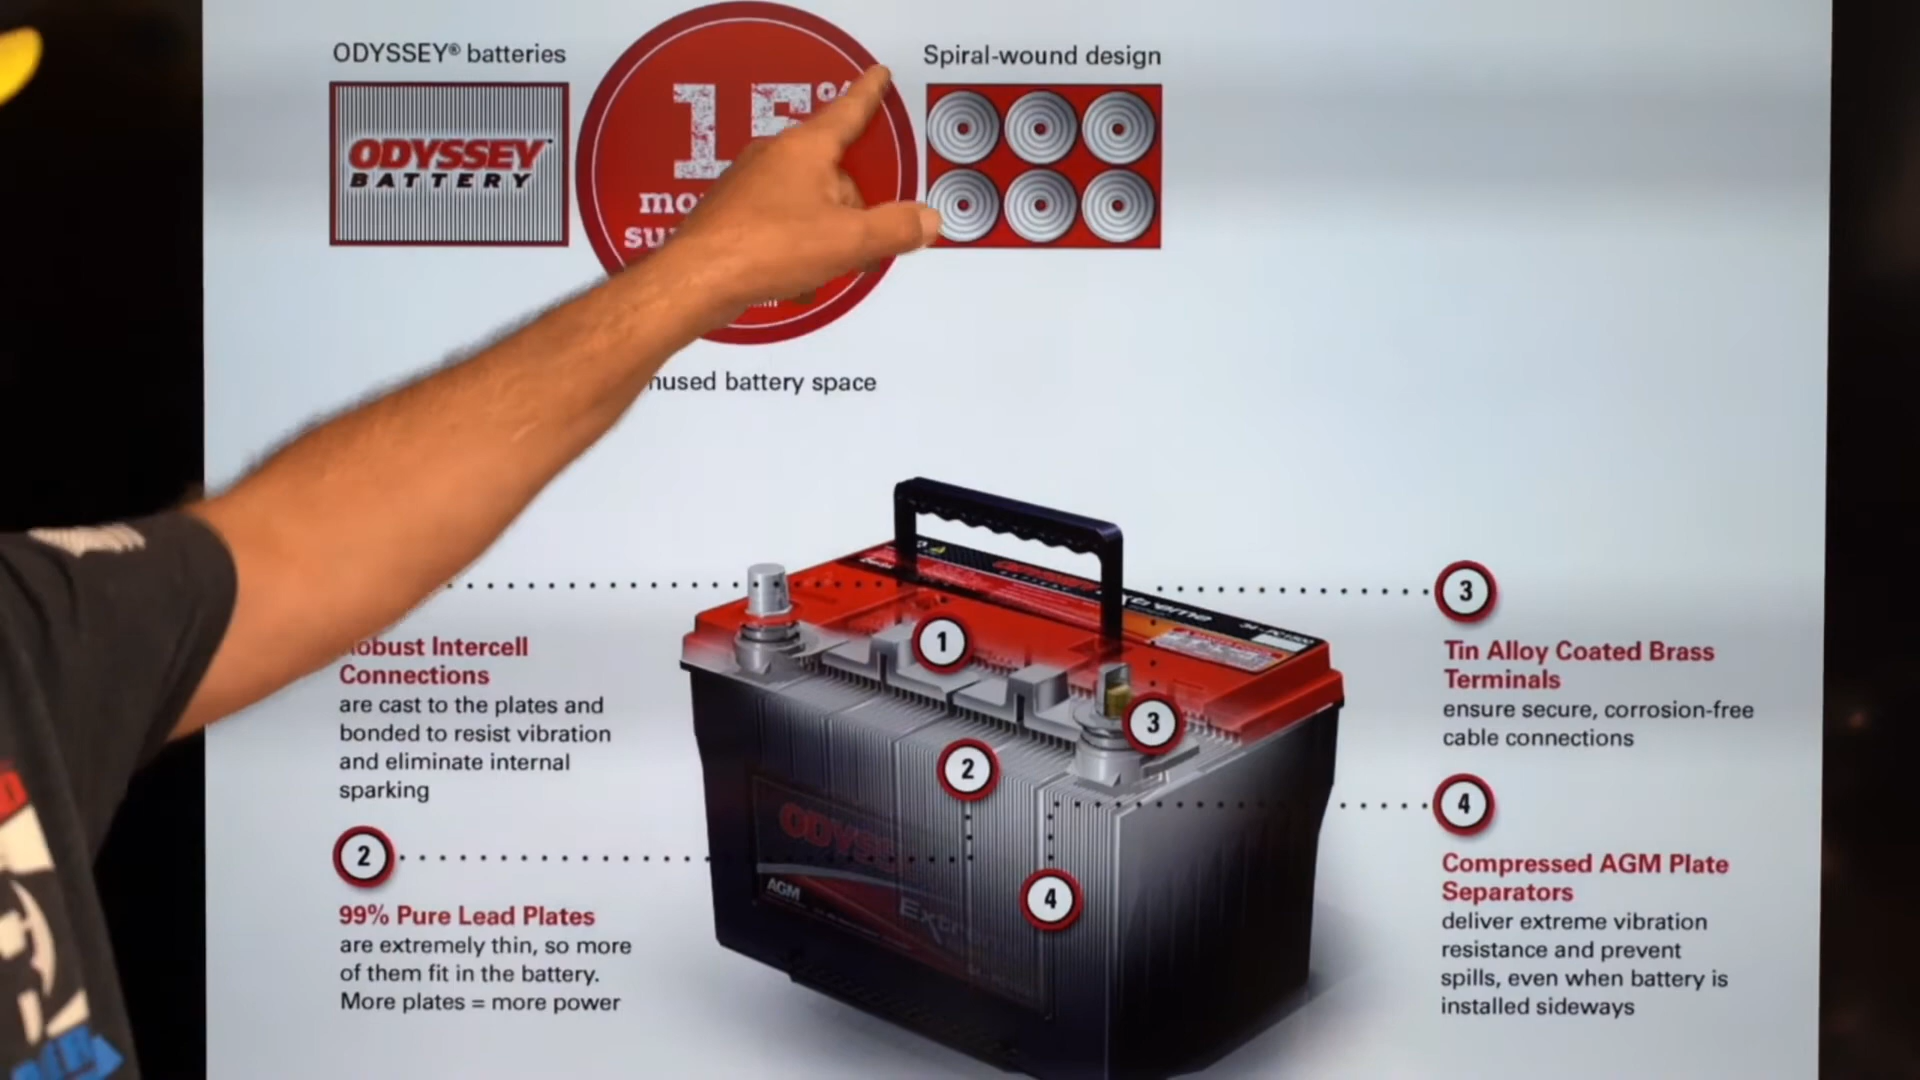 ODYSSEY® batteries
ODYSSEY
BATTERY
15%
Spiral-wound design
battery space
1
2
3
4
Intercell
Connections
are cast to the plates and
bonded to resist vibration
and eliminate internal
sparking
2
99% Pure Lead Plates
are extremely thin, so more
of them fit in the battery.
More plates = more power
ODYSSEY
AGM
3
Tin Alloy Coated Brass
Terminals
ensure secure, corrosion-free
cable connections
4
Compressed AGM Plate
Separators
deliver extreme vibration
resistance and prevent
spills, even when battery is
installed sideways